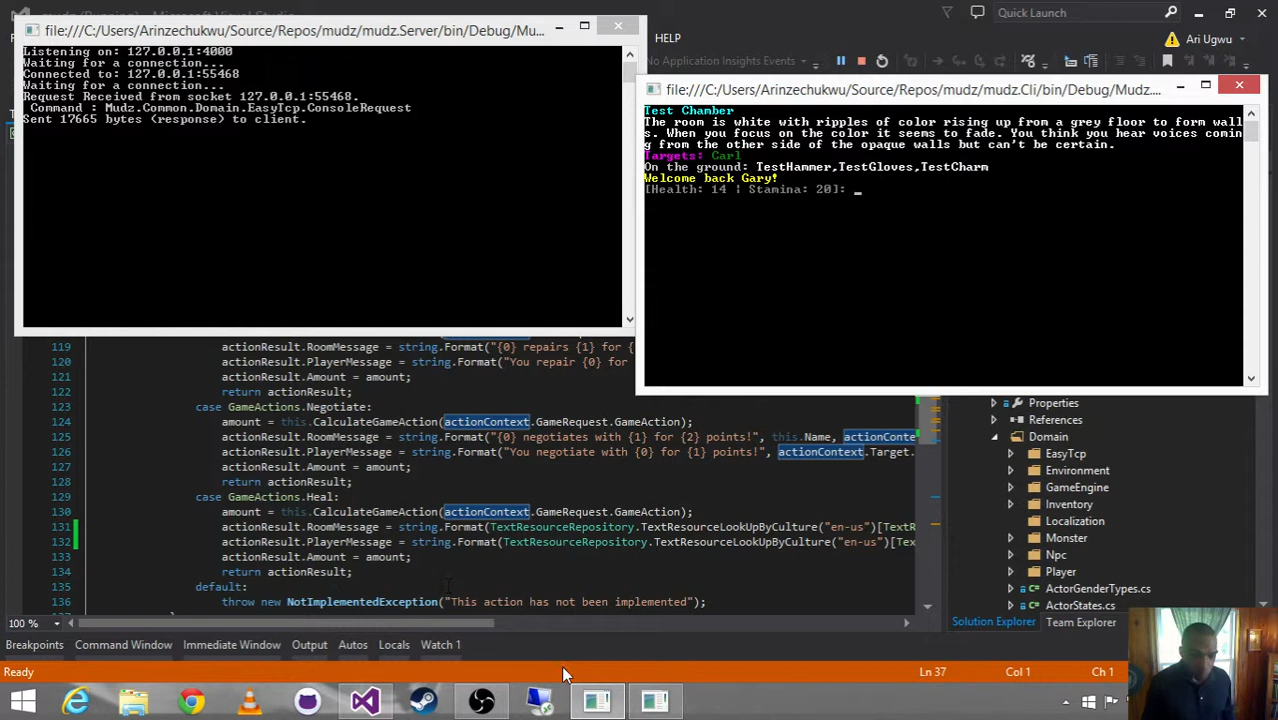 mudz (Running) - Microsoft Visual Studio
Quick Launch
HELP
Ari Ugwu
No Application Insights Events
file:///C:/Users/Arinzechukwu/Source/Repos/mudz/mudz.Server/bin/Debug/Mu...
Listening on: 127.0.0.1:4000
Waiting for a connection...
Connected to: 127.0.0.1:55468
Waiting for a connection...
Request Received from socket 127.0.0.1:55468.
Command : Mudz.Common.Domain.EasyTcp.ConsoleRequest
Sent 17665 bytes (response) to client.
file:///C:/Users/Arinzechukwu/Source/Repos/mudz/mudz.Cli/bin/Debug/Mudz....
Test Chamber
The room is white with ripples of color rising up from a grey floor to form wall
s. When you focus on the color it seems to fade. You think you hear voices comin
g from the other side of the opaque walls but can't be certain.
Targets: Carl
On the ground: TestHammer,TestGloves,TestCharm
Welcome back Gary!
[Health: 14 ¦ Stamina: 20]: _
119 actionResult.RoomMessage = string.Format("{0} repairs {1} for {
120 actionResult.PlayerMessage = string.Format("You repair {0} for
121 actionResult.Amount = amount;
122 return actionResult;
123 case GameActions.Negotiate:
124 amount = this.CalculateGameAction(actionContext.GameRequest.GameAction);
125 actionResult.RoomMessage = string.Format("{0} negotiates with {1} for {2} points!", this.Name, actionConte
126 actionResult.PlayerMessage = string.Format("You negotiate with {0} for {1} points!", actionContext.Target.
127 actionResult.Amount = amount;
128 return actionResult;
129 case GameActions.Heal:
130 amount = this.CalculateGameAction(actionContext.GameRequest.GameAction);
131 actionResult.RoomMessage = string.Format(TextResourceRepository.TextResourceLookUpByCulture("en-us")[TextR
132 actionResult.PlayerMessage = string.Format(TextResourceRepository.TextResourceLookUpByCulture("en-us")[Tex
133 actionResult.Amount = amount;
134 return actionResult;
135 default:
136 throw new NotImplementedException("This action has not been implemented");
100 %
Properties
References
Domain
EasyTcp
Environment
GameEngine
Inventory
Localization
Monster
Npc
Player
ActorGenderTypes.cs
ActorStates.cs
Solution Explorer Team Explorer
Breakpoints Command Window Immediate Window Output Autos Locals Watch 1
Ready Ln 37 Col 1 Ch 1